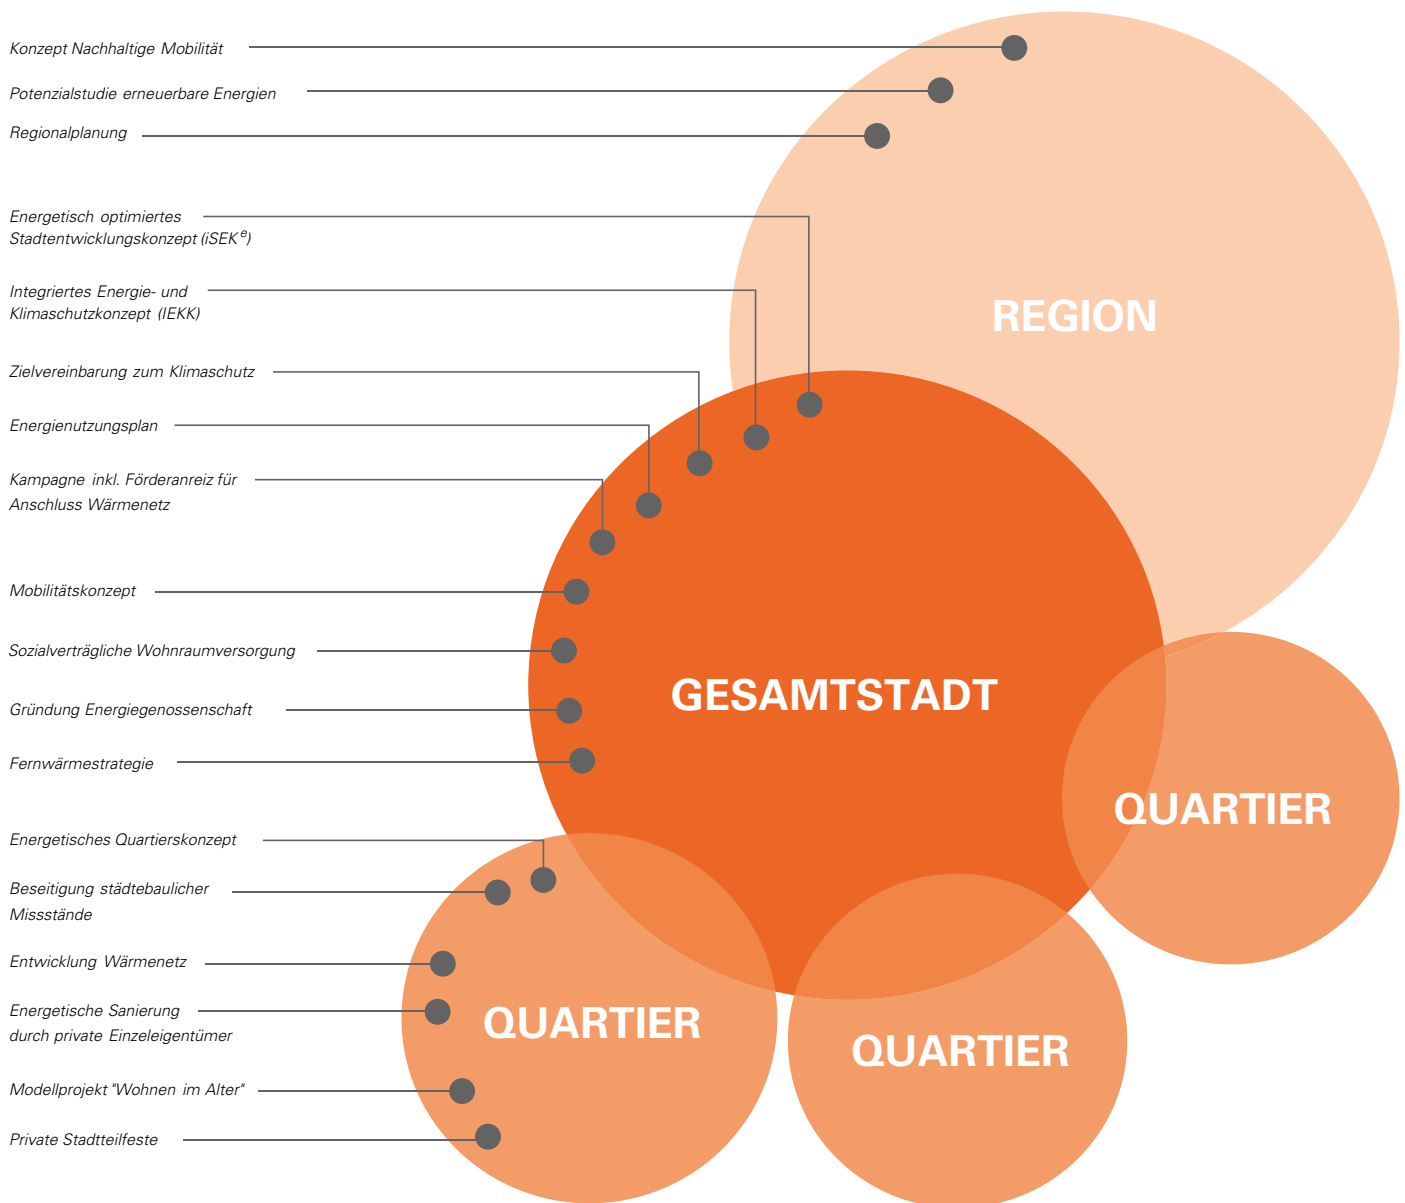 Konzept Nachhaltige Mobilität
Potenzialstudie erneuerbare Energien
Regionalplanung
Energetisch optimiertes
Stadtentwicklungskonzept (iSEKᵉ)
Integriertes Energie- und
Klimaschutzkonzept (IEKK)
Zielvereinbarung zum Klimaschutz
Energienutzungsplan
Kampagne inkl. Förderanreiz für
Anschluss Wärmenetz
Mobilitätskonzept
Sozialverträgliche Wohnraumversorgung
Gründung Energiegenossenschaft
Fernwärmestrategie
Energetisches Quartierskonzept
Beseitigung städtebaulicher
Missstände
Entwicklung Wärmenetz
Energetische Sanierung
durch private Einzeleigentümer
Modellprojekt "Wohnen im Alter"
Private Stadtteilfeste
REGION
GESAMTSTADT
QUARTIER
QUARTIER
QUARTIER